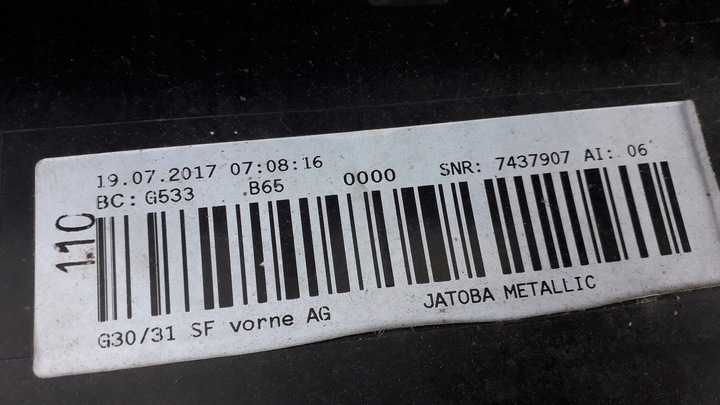 19.07.2017 07:08:16
SNR: 7437907 AI: 06
BC: G533 B65 0000
110
G30/31 SF vorne AG
JATOBA METALLIC